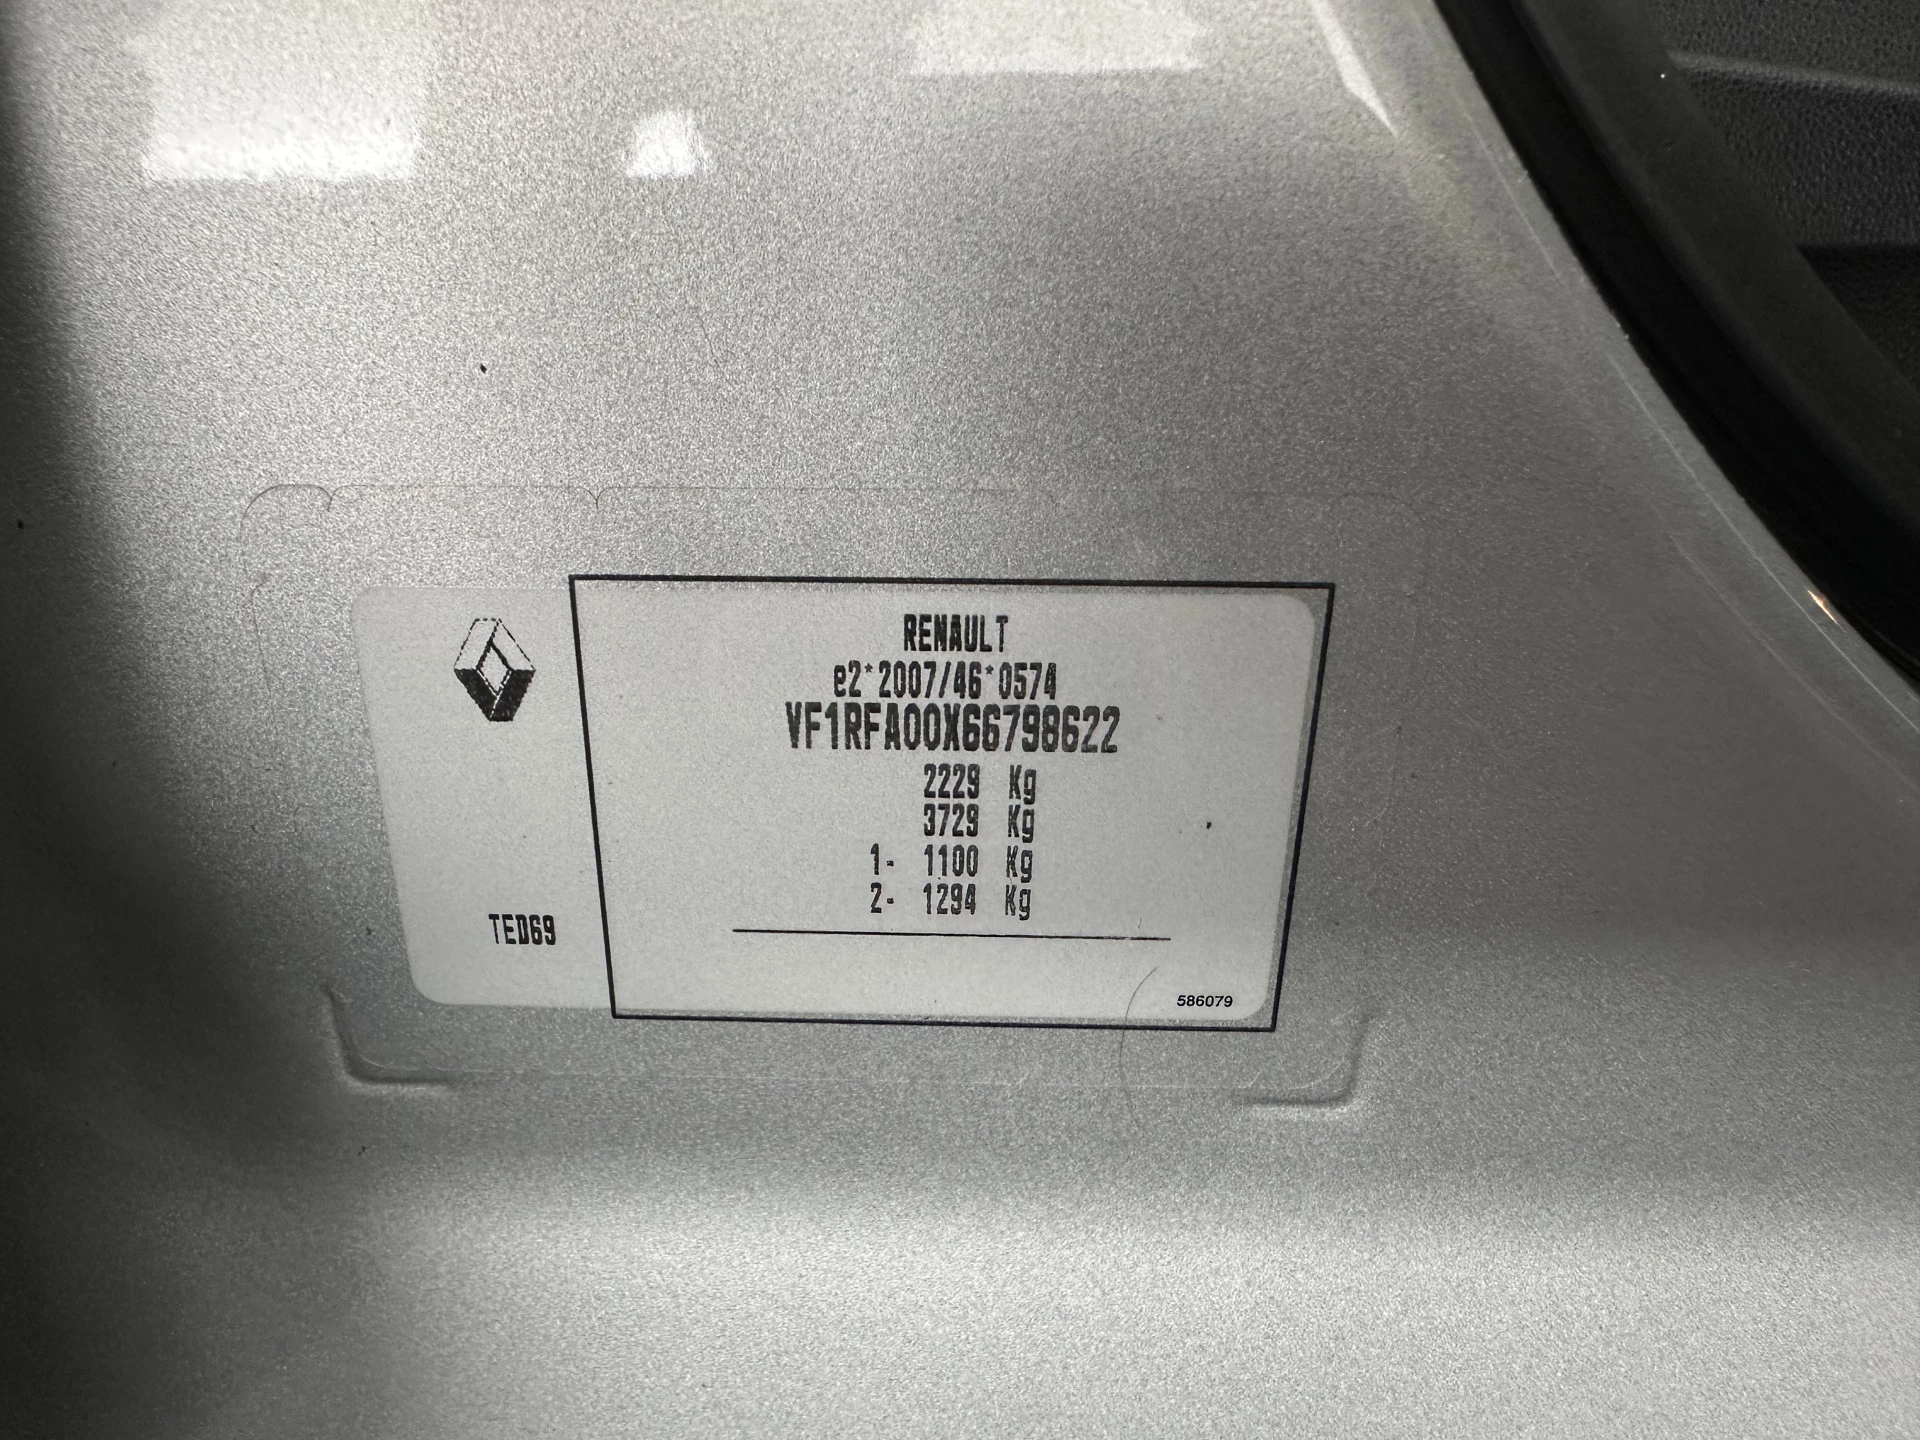 RENAULT
e2*2007/46*0574
VF1RFA00X66798622
2229 Kg
3729 Kg
1- 1100 Kg
2- 1294 Kg
TED69
586079